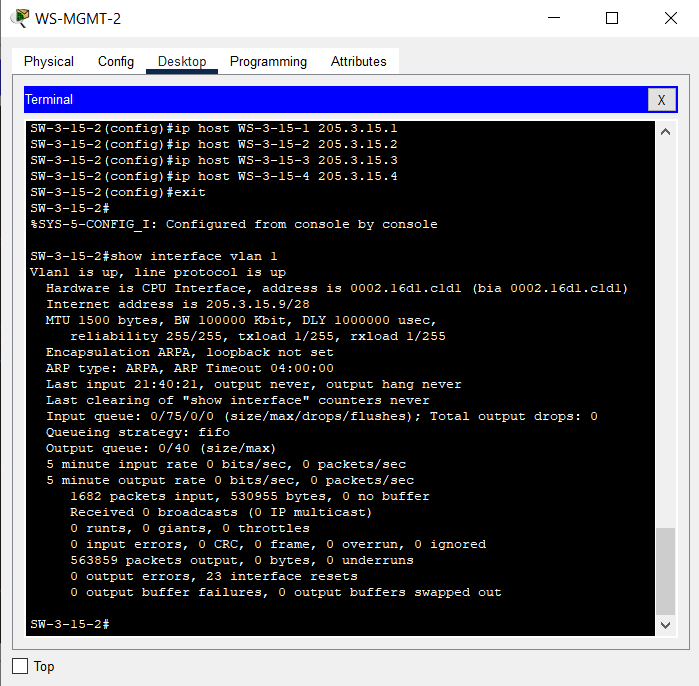 WS-MGMT-2
Physical Config Desktop Programming Attributes
Terminal X
SW-3-15-2(config)#ip host WS-3-15-1 205.3.15.1
SW-3-15-2(config)#ip host WS-3-15-2 205.3.15.2
SW-3-15-2(config)#ip host WS-3-15-3 205.3.15.3
SW-3-15-2(config)#ip host WS-3-15-4 205.3.15.4
SW-3-15-2(config)#exit
SW-3-15-2#
%SYS-5-CONFIG_I: Configured from console by console
SW-3-15-2#show interface vlan 1
Vlan1 is up, line protocol is up
Hardware is CPU Interface, address is 0002.16d1.c1d1 (bia 0002.16d1.c1d1)
Internet address is 205.3.15.9/28
MTU 1500 bytes, BW 100000 Kbit, DLY 1000000 usec,
reliability 255/255, txload 1/255, rxload 1/255
Encapsulation ARPA, loopback not set
ARP type: ARPA, ARP Timeout 04:00:00
Last input 21:40:21, output never, output hang never
Last clearing of "show interface" counters never
Input queue: 0/75/0/0 (size/max/drops/flushes); Total output drops: 0
Queueing strategy: fifo
Output queue: 0/40 (size/max)
5 minute input rate 0 bits/sec, 0 packets/sec
5 minute output rate 0 bits/sec, 0 packets/sec
1682 packets input, 530955 bytes, 0 no buffer
Received 0 broadcasts (0 IP multicast)
0 runts, 0 giants, 0 throttles
0 input errors, 0 CRC, 0 frame, 0 overrun, 0 ignored
563859 packets output, 0 bytes, 0 underruns
0 output errors, 23 interface resets
0 output buffer failures, 0 output buffers swapped out
SW-3-15-2#
Top